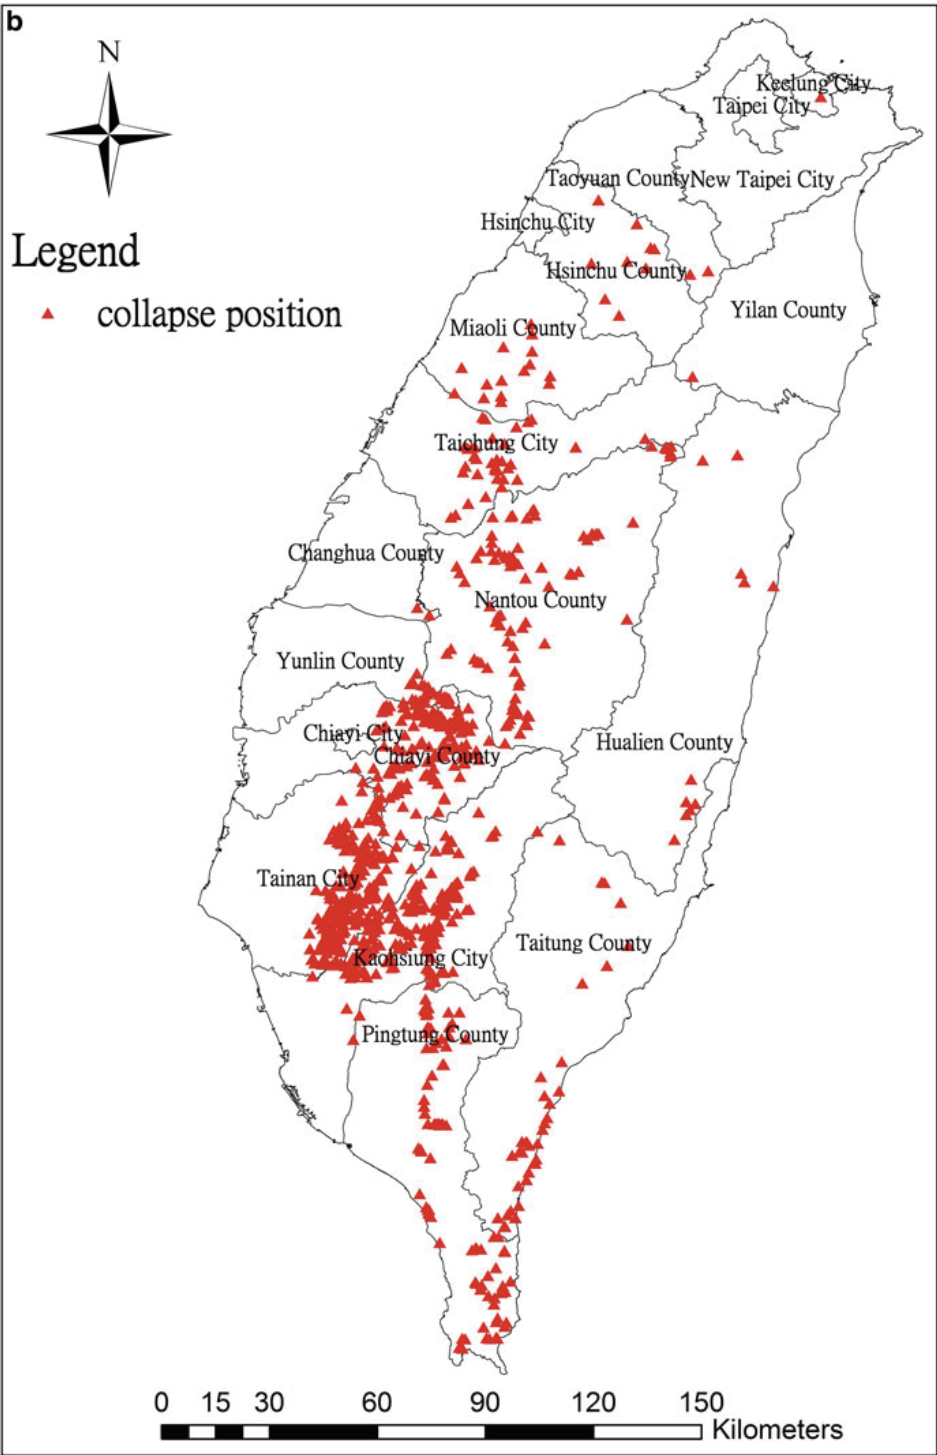 b
N
Keelung City
Taipei City
Taoyuan County
New Taipei City
Hsinchu City
Legend
Hsinchu County
collapse position
Yilan County
Miaoli County
Taichung City
Changhua County
Nantou County
Yunlin County
Chiayi City
Hualien County
Chiayi County
Tainan City
Taitung County
Kaohsiung City
Pingtung County
0 15 30 60 90 120 150
Kilometers